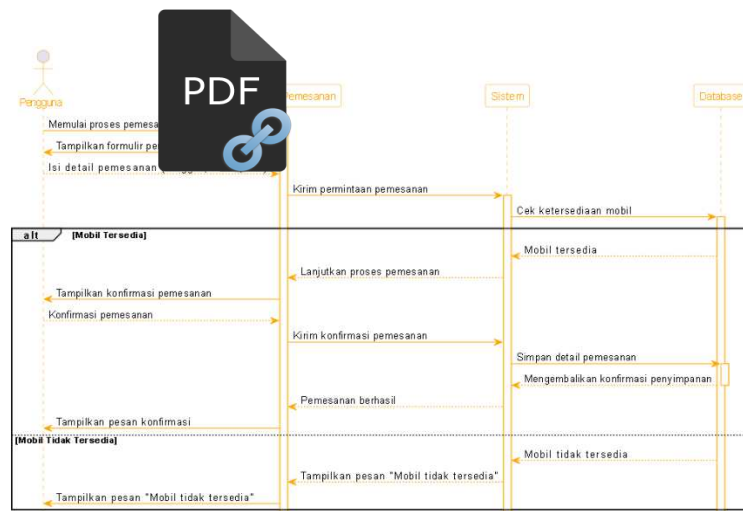 PDF
Pengguna
Sistem
Database
Memulai proses
Tampilkan formulir
Isi detail pemesanan
Kirim permintaan pemesanan
Cek ketersediaan mobil
alt [Mobil Tersedia]
Mobil tersedia
Lanjutkan proses pemesanan
Tampilkan konfirmasi pemesanan
Konfirmasi pemesanan
Kirim konfirmasi pemesanan
Simpan detail pemesanan
Mengembalikan konfirmasi penyimpanan
Pemesanan berhasil
Tampilkan pesan konfirmasi
[Mobil Tidak Tersedia]
Mobil tidak tersedia
Tampilkan pesan "Mobil tidak tersedia"
Tampilkan pesan "Mobil tidak tersedia"